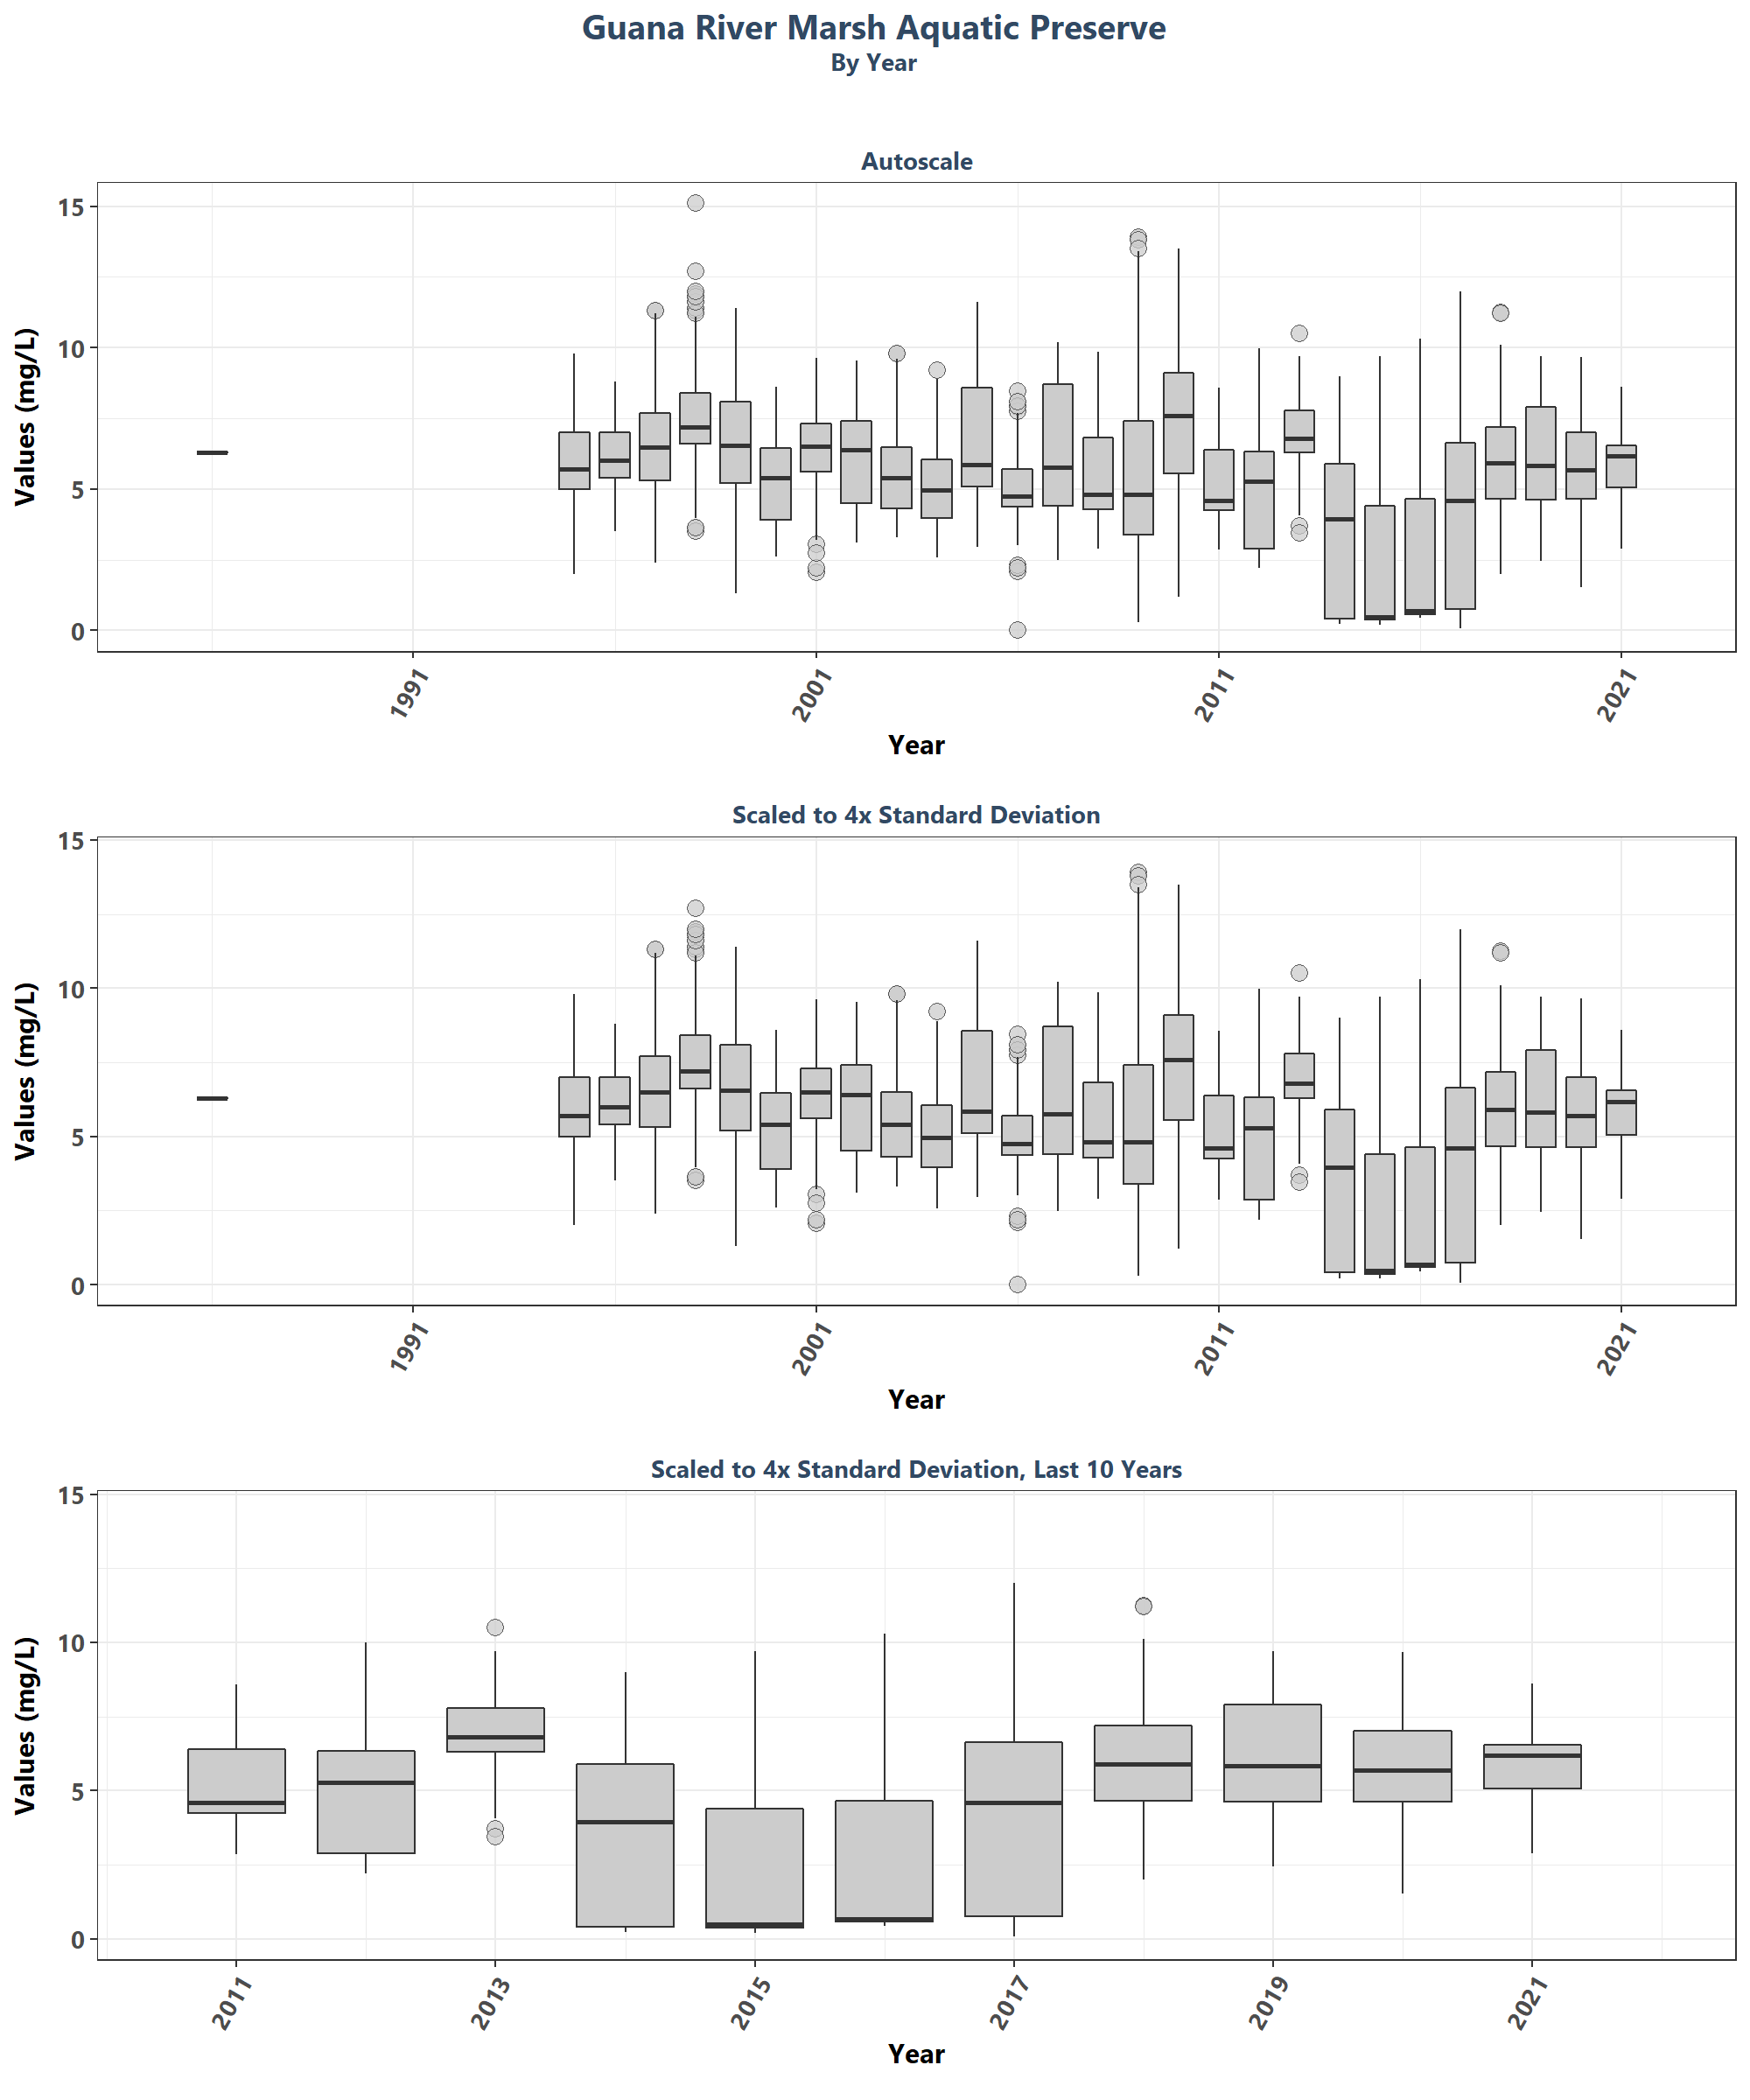 Guana River Marsh Aquatic Preserve
By Year
Autoscale
Values (mg/L)
15
10
5
0
1991
2001
2011
2021
Year
Scaled to 4x Standard Deviation
Values (mg/L)
15
10
5
0
1991
2001
2011
2021
Year
Scaled to 4x Standard Deviation, Last 10 Years
Values (mg/L)
15
10
5
0
2011
2013
2015
2017
2019
2021
Year